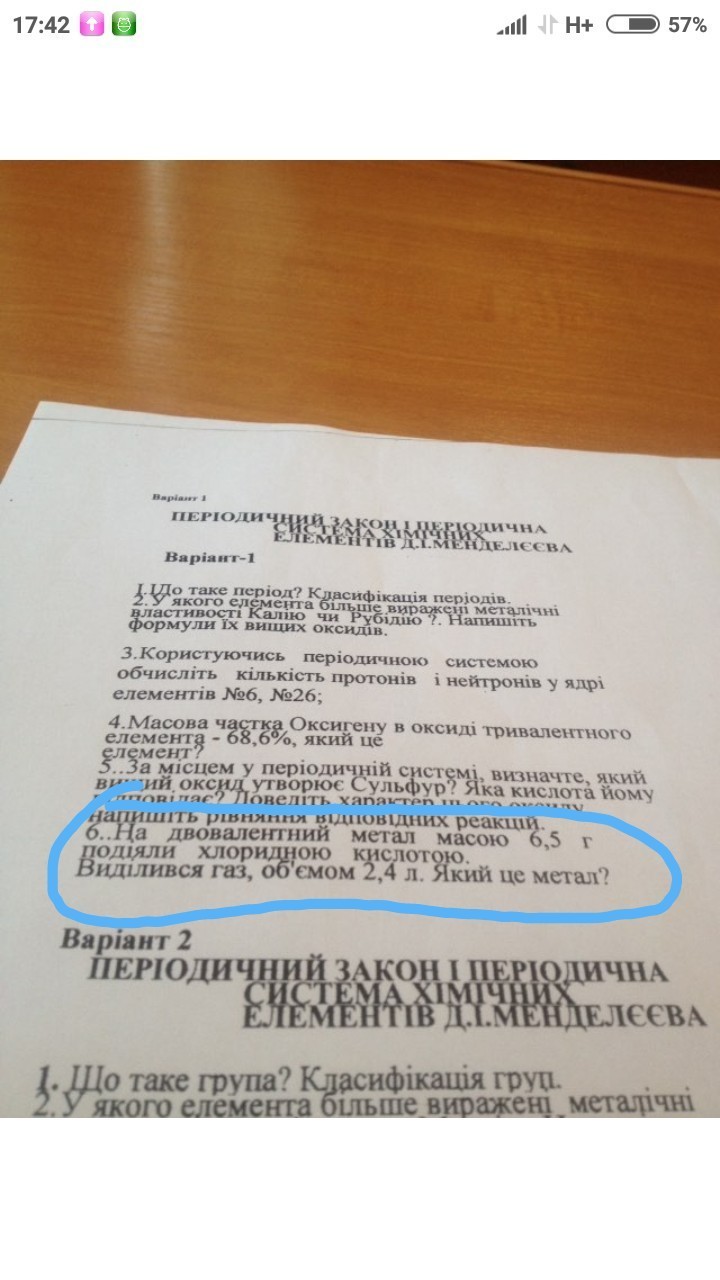 17:42
H+
57%
Варіант 1
ПЕРІОДИЧНИЙ ЗАКОН І ПЕРІОДИЧНА
СИСТЕМА ХІМІЧНИХ
ЕЛЕМЕНТІВ Д.І.МЕНДЕЛЄЄВА
Варіант-1
1.Що таке період? Класифікація періодів.
2.У якого елемента більше виражені металічні
властивості Калію чи Рубідію ?. Напишіть
формули їх вищих оксидів.
3.Користуючись періодичною системою
обчисліть кількість протонів і нейтронів у ядрі
елементів №6, №26;
4.Масова частка Оксигену в оксиді тривалентного
елемента - 68,6%, який це
елемент?
5..За місцем у періодичній системі, визначте, який
вищий оксид утворює Сульфур? Яка кислота йому
відповідає? Доведіть характер цього оксиду,
напишіть рівняння відповідних реакцій.
6..На двовалентний метал масою 6,5 г
подіяли хлоридною кислотою.
Виділився газ, об'ємом 2,4 л. Який це метал?
Варіант 2
ПЕРІОДИЧНИЙ ЗАКОН І ПЕРІОДИЧНА
СИСТЕМА ХІМІЧНИХ
ЕЛЕМЕНТІВ Д.І.МЕНДЕЛЄЄВА
1. Що таке група? Класифікація груп.
2.У якого елемента більше виражені металічні